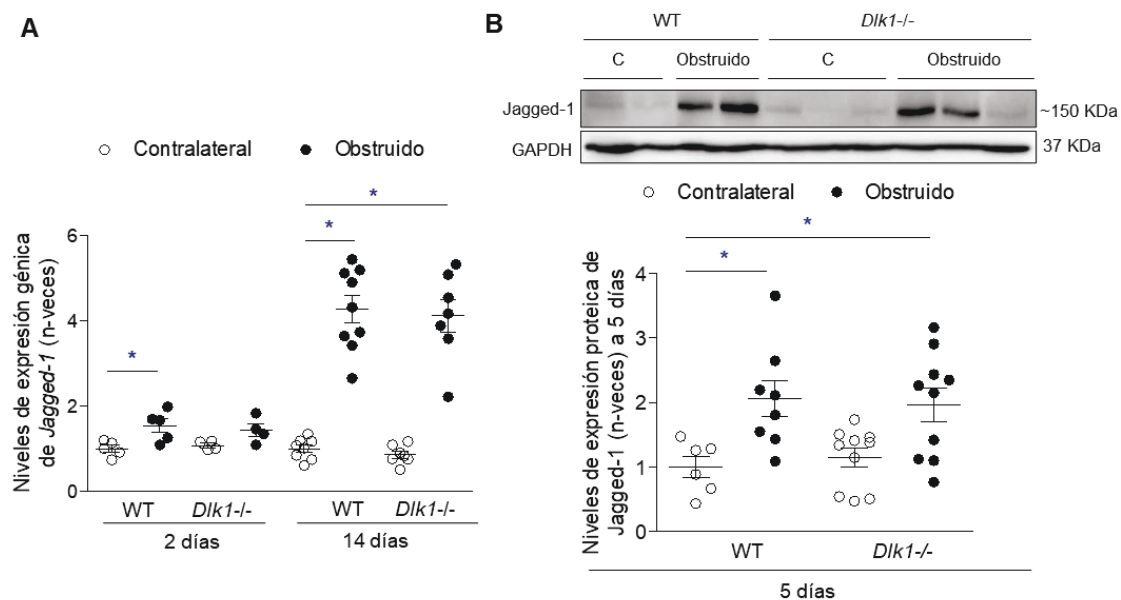 A
Contralateral
Obstruido
*
*
*
Niveles de expresión génica
de Jagged-1 (n-veces)
6
4
2
0
WT
Dlk1-/-
WT
Dlk1-/-
2 días
14 días
B
WT
Dlk1-/-
C
Obstruido
C
Obstruido
Jagged-1
~150 KDa
GAPDH
37 KDa
Contralateral
Obstruido
*
*
Niveles de expresión proteica de
Jagged-1 (n-veces) a 5 días
4
3
2
1
0
WT
Dlk1-/-
5 días